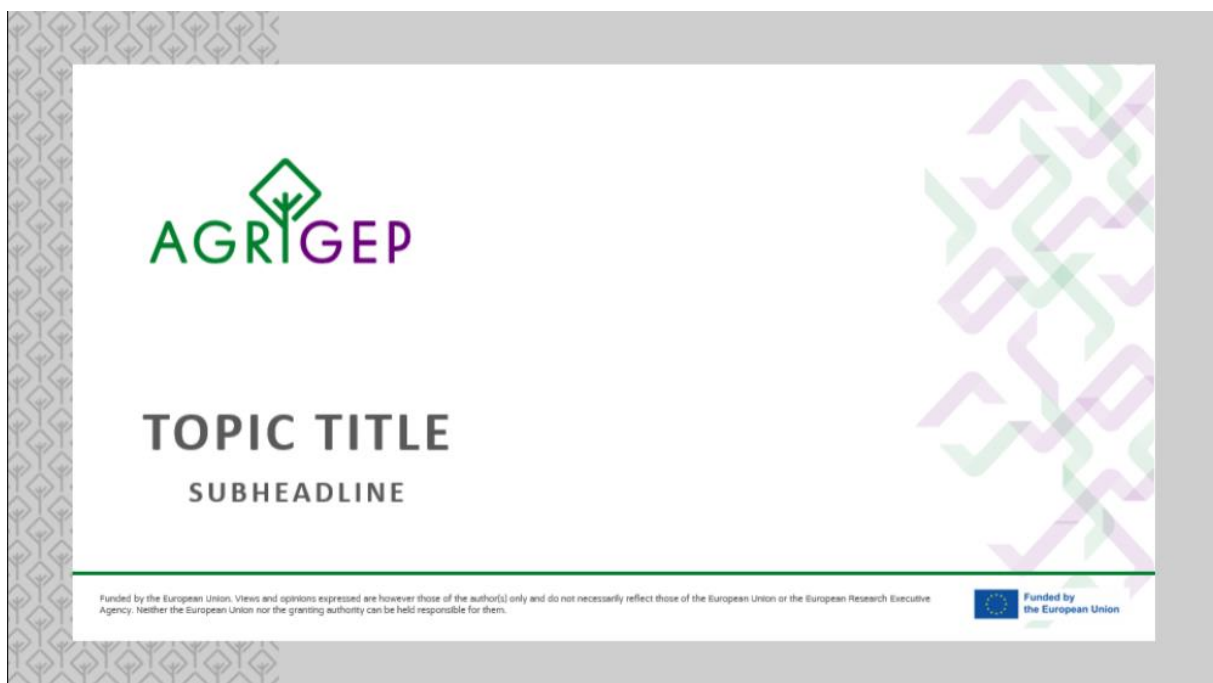 AGRIGEP
TOPIC TITLE
SUBHEADLINE
Funded by the European Union. Views and opinions expressed are however those of the author(s) only and do not necessarily reflect those of the European Union or the European Research Executive
Agency. Neither the European Union nor the granting authority can be held responsible for them.
Funded by
the European Union